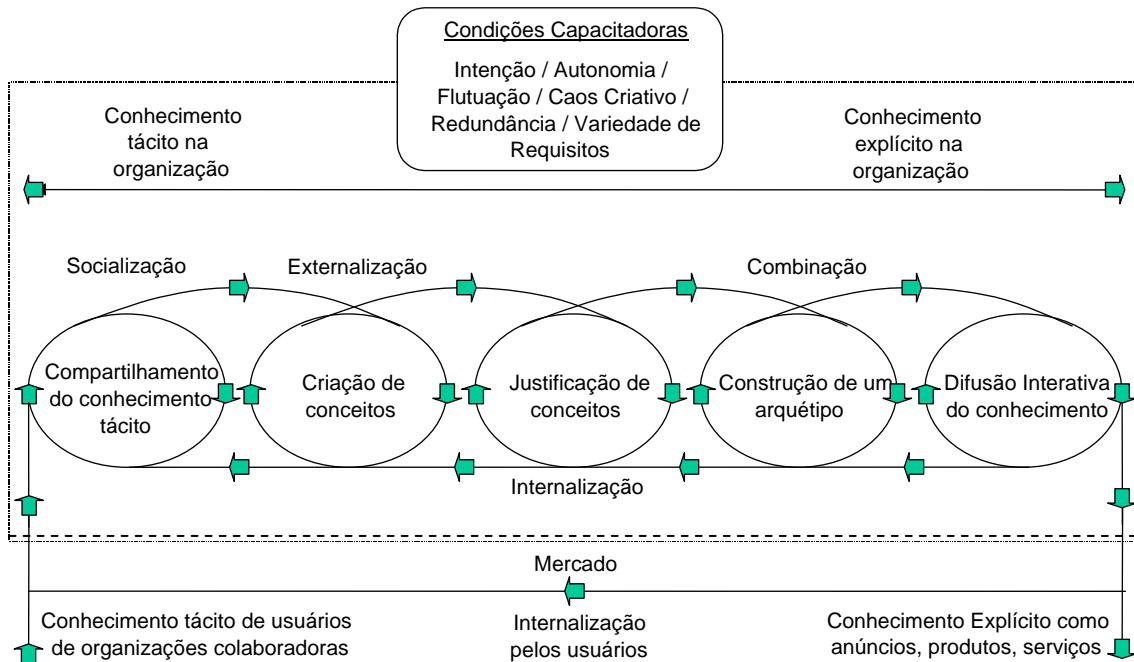 Condições Capacitadoras
Intenção / Autonomia /
Flutuação / Caos Criativo /
Redundância / Variedade de
Requisitos
Conhecimento
tácito na
organização
Conhecimento
explícito na
organização
Socialização
Externalização
Combinação
Compartilhamento
do conhecimento
tácito
Criação de
conceitos
Justificação de
conceitos
Construção de um
arquétipo
Difusão Interativa
do conhecimento
Internalização
Mercado
Conhecimento tácito de usuários
de organizações colaboradoras
Internalização
pelos usuários
Conhecimento Explícito como
anúncios, produtos, serviços